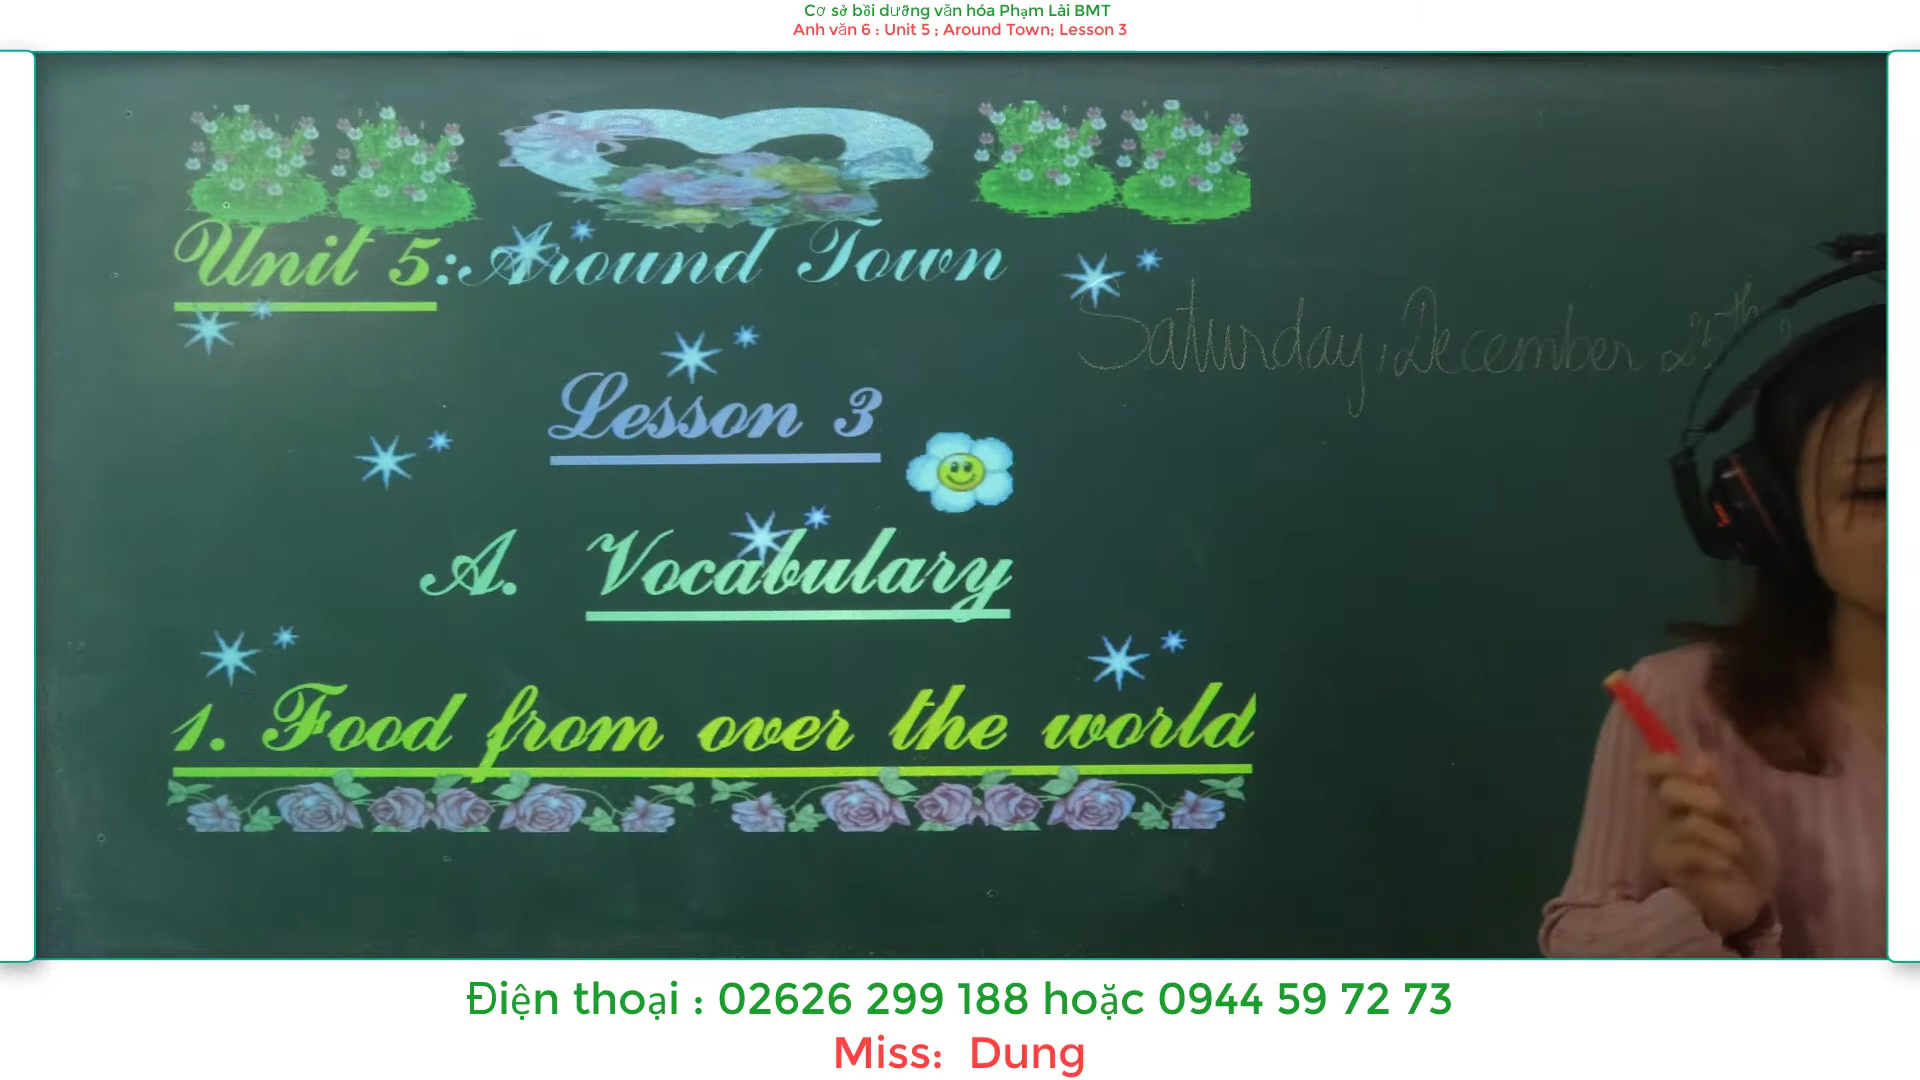 Cơ sở bồi dưỡng văn hóa Phạm Lài BMT
Anh văn 6 : Unit 5 ; Around Town; Lesson 3
Unit 5: Around Town
Saturday, December 25th
Lesson 3
A. Vocabulary
1. Food from over the world
Điện thoại : 02626 299 188 hoặc 0944 59 72 73
Miss: Dung